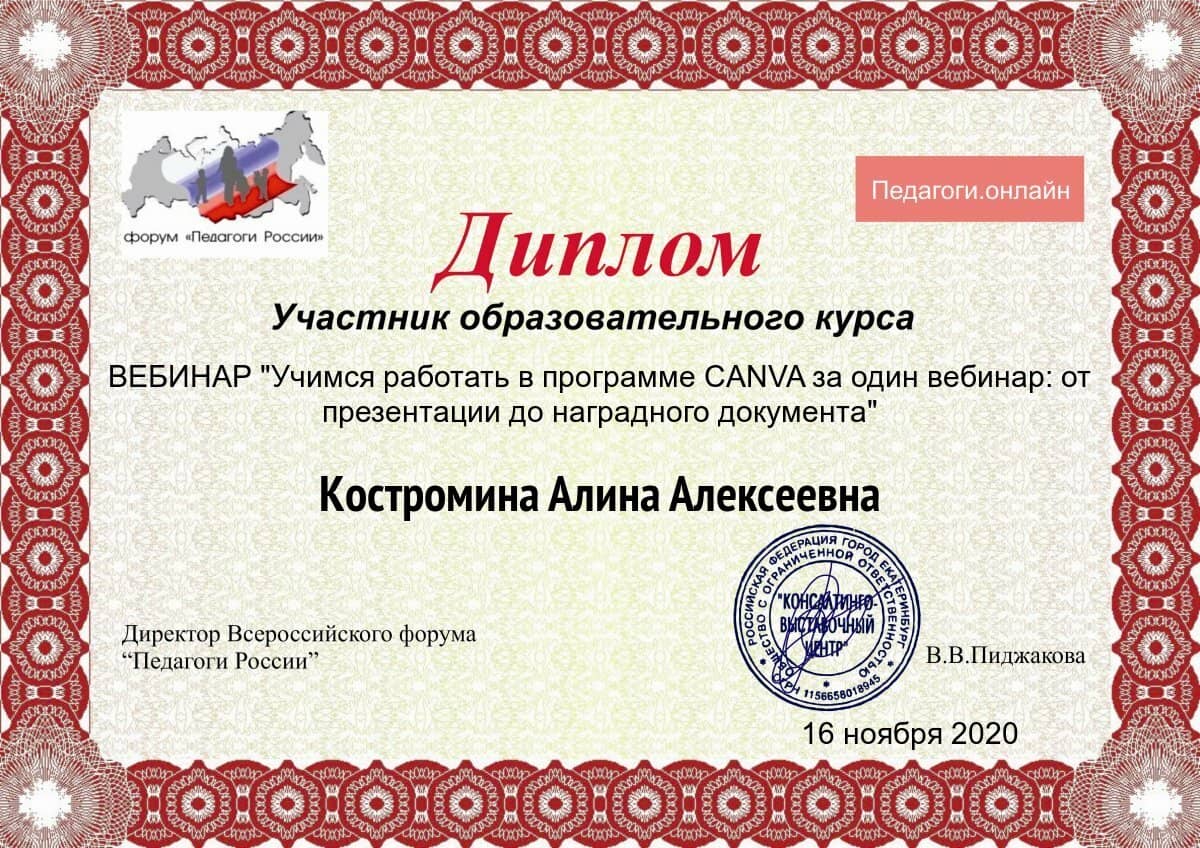 форум «Педагоги России»
Педагоги.онлайн
Диплом
Участник образовательного курса
ВЕБИНАР "Учимся работать в программе CANVA за один вебинар: от
презентации до наградного документа"
Костромина Алина Алексеевна
РОССИЙСКАЯ ФЕДЕРАЦИЯ ГОРОД ЕКАТЕРИНБУРГ
ОБЩЕСТВО С ОГРАНИЧЕННОЙ ОТВЕТСТВЕННОСТЬЮ
"КОНСАЛТИНГО-
ВЫСТАВОЧНЫЙ
ЦЕНТР"
* ОГРН 1156658018945 *
Директор Всероссийского форума
“Педагоги России”
В.В.Пиджакова
16 ноября 2020